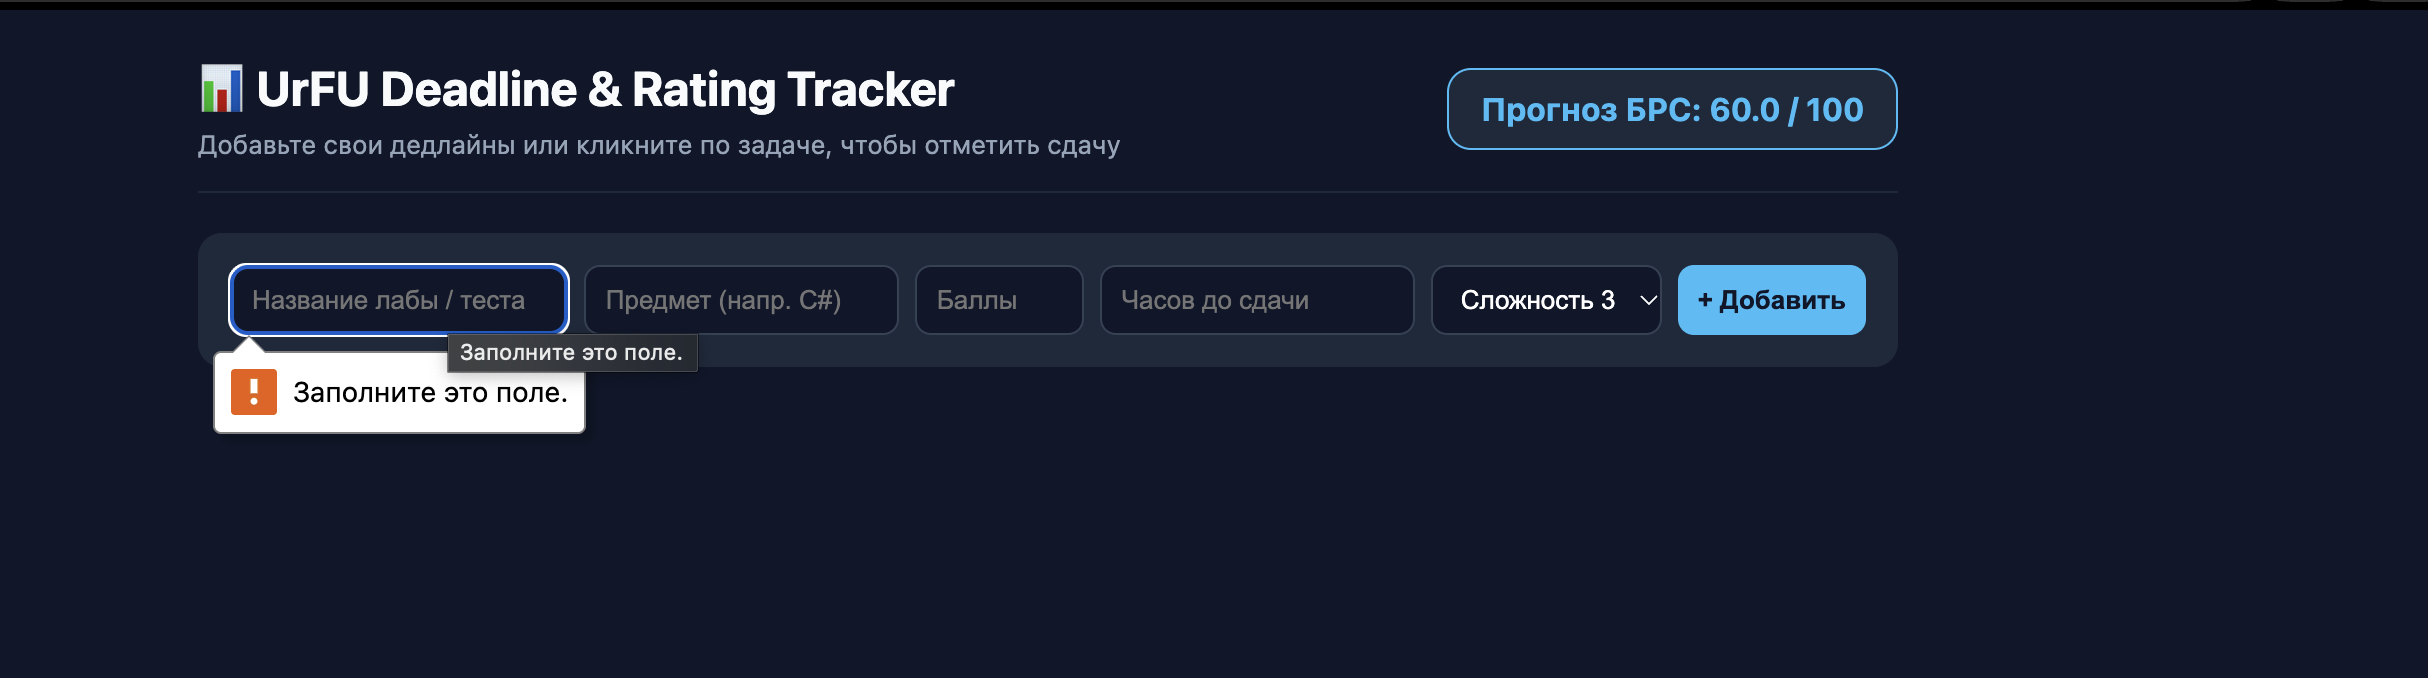 📊 UrFU Deadline & Rating Tracker
Добавьте свои дедлайны или кликните по задаче, чтобы отметить сдачу
Прогноз БРС: 60.0 / 100
Название лабы / теста
Предмет (напр. C#)
Баллы
Часов до сдачи
Сложность 3
+ Добавить
Заполните это поле.
! Заполните это поле.